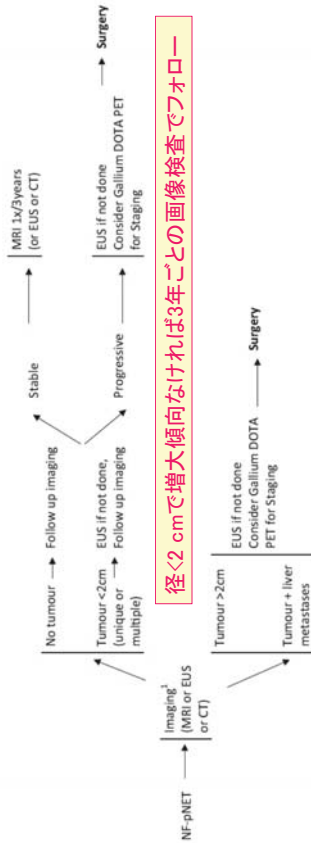 NF-pNET
Imaging¹
(MRI or EUS
or CT)
No tumour
Follow up imaging
Tumour <2cm
(unique or
multiple)
EUS if not done,
Follow up imaging
Stable
MRI 1x/3years
(or EUS or CT)
Progressive
EUS if not done
Consider Gallium DOTA PET
for Staging
Surgery
径<2 cmで増大傾向なければ3年ごとの画像検査でフォロー
Tumour >2cm
Tumour + liver
metastases
EUS if not done
Consider Gallium DOTA
PET for Staging
Surgery